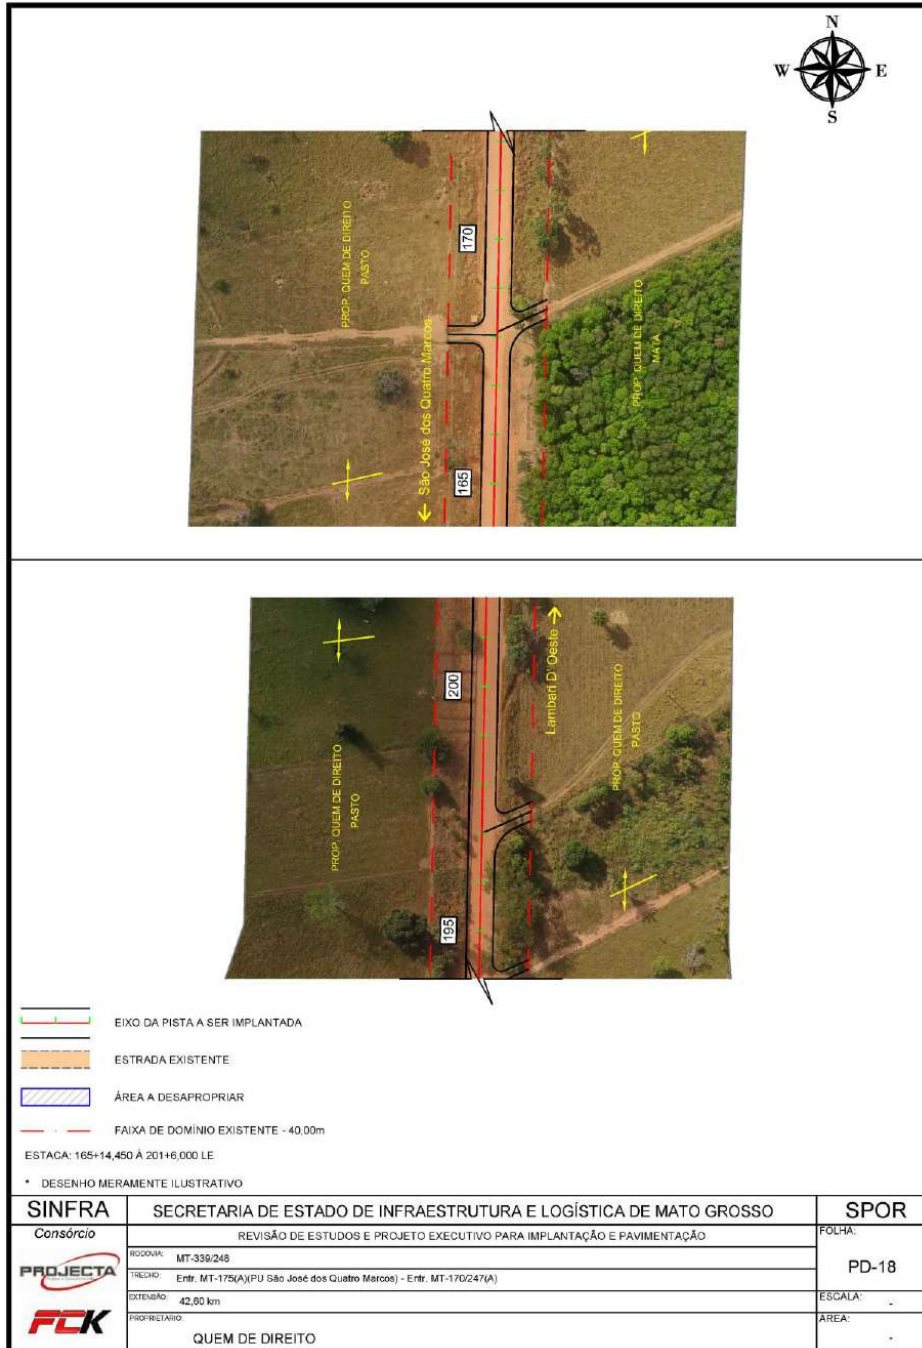 N
W E
S
PROP. QUEM DE DIREITO
PASTO
170
São José dos Quatro Marcos
165
PROP. QUEM DE DIREITO
MATA
PROP. QUEM DE DIREITO
PASTO
200
195
Lambari D' Oeste
PROP. QUEM DE DIREITO
PASTO
EIXO DA PISTA A SER IMPLANTADA
ESTRADA EXISTENTE
ÁREA A DESAPROPRIAR
FAIXA DE DOMÍNIO EXISTENTE - 40,00m
ESTACA: 165+14,450 À 201+6,000 LE
* DESENHO MERAMENTE ILUSTRATIVO
SINFRA
SECRETARIA DE ESTADO DE INFRAESTRUTURA E LOGÍSTICA DE MATO GROSSO
SPOR
Consórcio
PROJECTA
FCK
REVISÃO DE ESTUDOS E PROJETO EXECUTIVO PARA IMPLANTAÇÃO E PAVIMENTAÇÃO
RODOVIA: MT-339/248
TRECHO: Entr. MT-175(A)(PU São José dos Quatro Marcos) - Entr. MT-170/247(A)
EXTENSÃO: 42,60 km
PROPRIETÁRIO:
QUEM DE DIREITO
FOLHA:
PD-18
ESCALA: -
ÁREA:
-